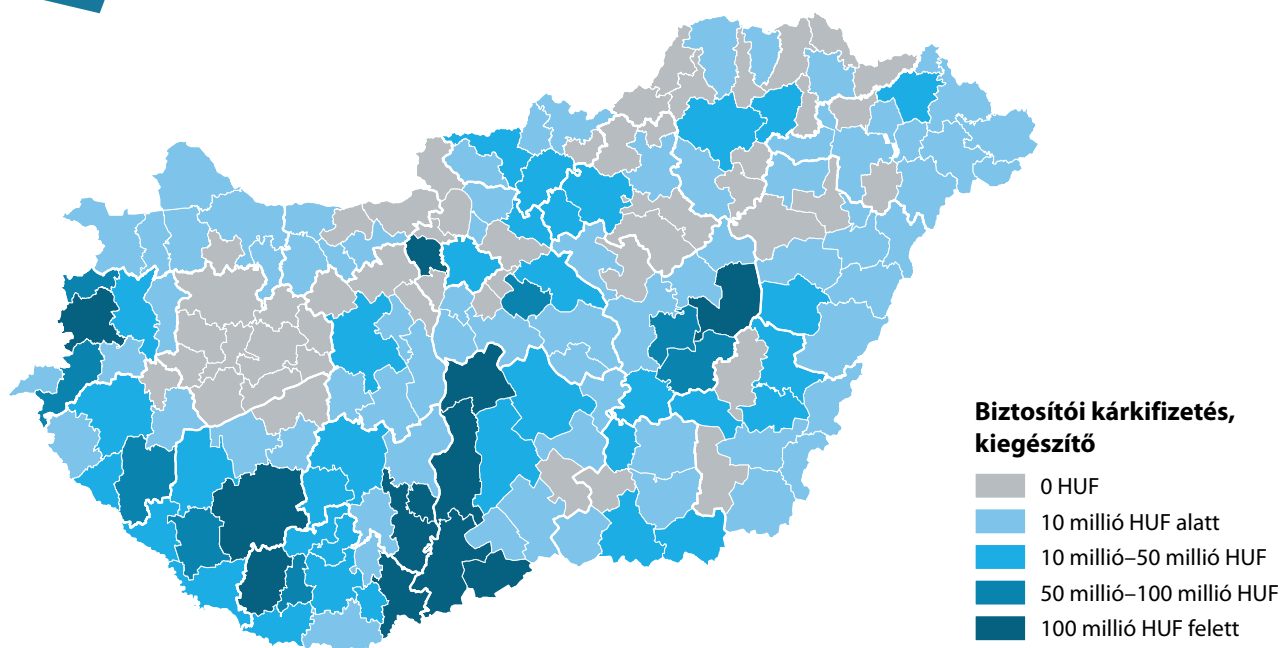 Biztosítói kárkifizetés,
kiegészítő
0 HUF
10 millió HUF alatt
10 millió–50 millió HUF
50 millió–100 millió HUF
100 millió HUF felett